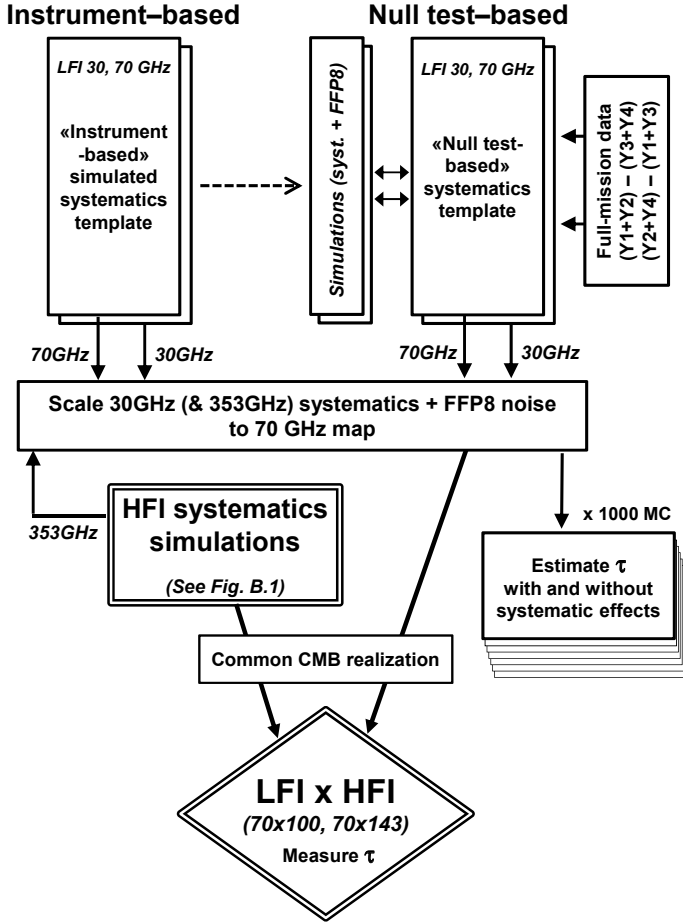 Instrument–based
Null test–based
LFI 30, 70 GHz
«Instrument
-based»
simulated
systematics
template
Simulations (syst. + FFP8)
LFI 30, 70 GHz
«Null test-
based»
systematics
template
Full-mission data
(Y1+Y2) – (Y3+Y4)
(Y2+Y4) – (Y1+Y3)
70GHz
30GHz
70GHz
30GHz
Scale 30GHz (& 353GHz) systematics + FFP8 noise
to 70 GHz map
353GHz
HFI systematics
simulations
(See Fig. B.1)
x 1000 MC
Estimate τ
with and without
systematic effects
Common CMB realization
LFI x HFI
(70x100, 70x143)
Measure τ